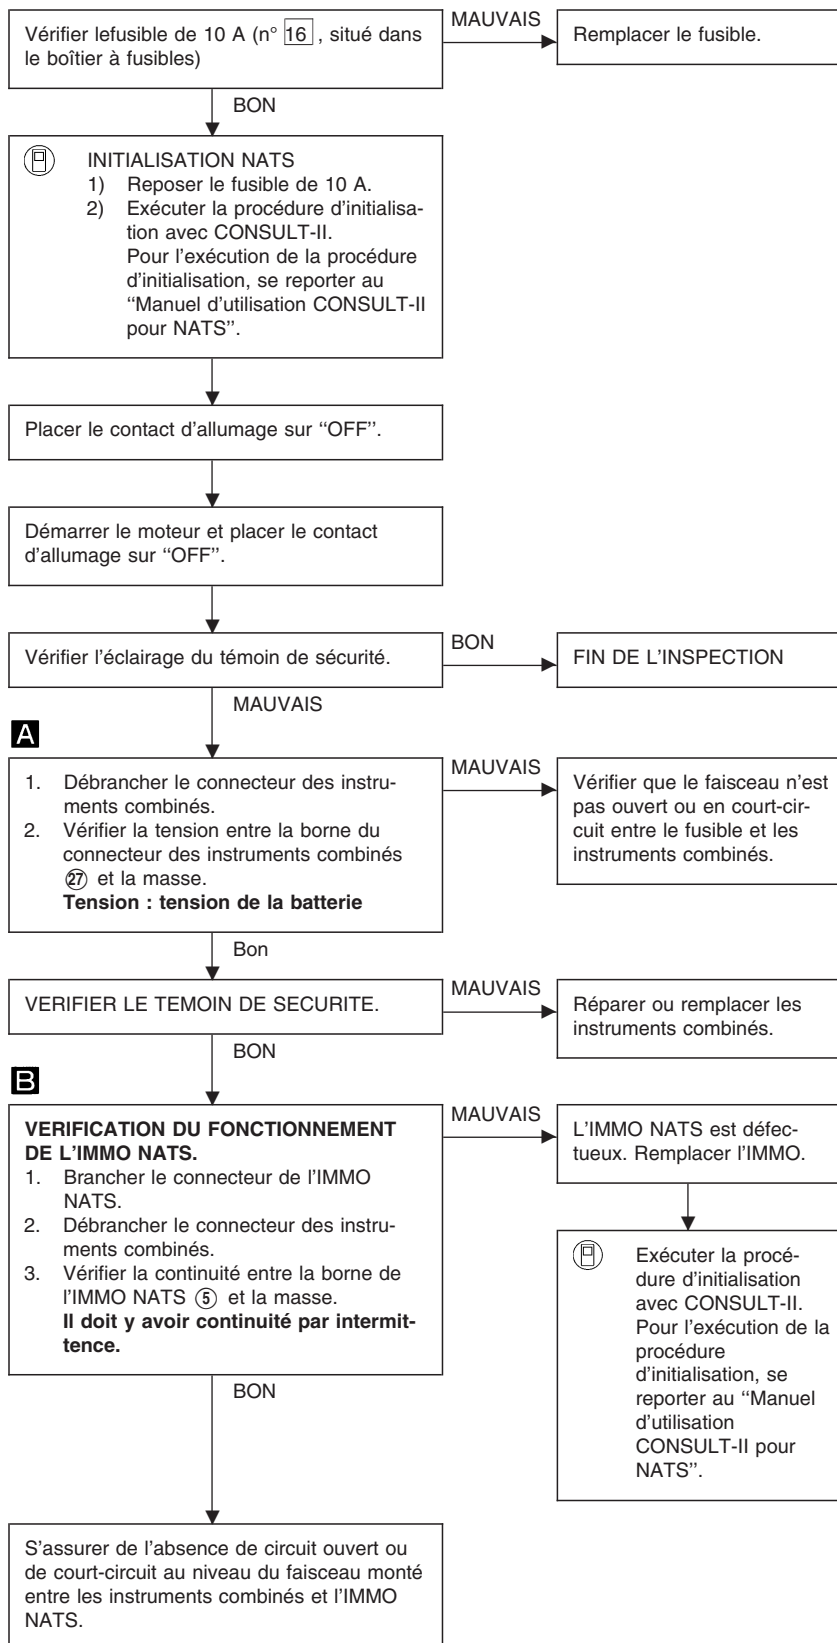 Vérifier lefusible de 10 A (n° 16 , situé dans
le boîtier à fusibles)
MAUVAIS
Remplacer le fusible.
BON
INITIALISATION NATS
1) Reposer le fusible de 10 A.
2) Exécuter la procédure d'initialisa-
tion avec CONSULT-II.
Pour l'exécution de la procédure
d'initialisation, se reporter au
‘‘Manuel d'utilisation CONSULT-II
pour NATS’’.
Placer le contact d'allumage sur ‘‘OFF’’.
Démarrer le moteur et placer le contact
d'allumage sur ‘‘OFF’’.
Vérifier l'éclairage du témoin de sécurité.
BON
FIN DE L'INSPECTION
MAUVAIS
A
1. Débrancher le connecteur des instru-
ments combinés.
2. Vérifier la tension entre la borne du
connecteur des instruments combinés
27 et la masse.
Tension : tension de la batterie
MAUVAIS
Vérifier que le faisceau n'est
pas ouvert ou en court-cir-
cuit entre le fusible et les
instruments combinés.
Bon
VERIFIER LE TEMOIN DE SECURITE.
MAUVAIS
Réparer ou remplacer les
instruments combinés.
BON
B
VERIFICATION DU FONCTIONNEMENT
DE L'IMMO NATS.
1. Brancher le connecteur de l'IMMO
NATS.
2. Débrancher le connecteur des instru-
ments combinés.
3. Vérifier la continuité entre la borne de
l'IMMO NATS 5 et la masse.
Il doit y avoir continuité par intermit-
tence.
MAUVAIS
L'IMMO NATS est défec-
tueux. Remplacer l'IMMO.
Exécuter la procé-
dure d'initialisation
avec CONSULT-II.
Pour l'exécution de la
procédure
d'initialisation, se
reporter au ‘‘Manuel
d'utilisation
CONSULT-II pour
NATS’’.
BON
S'assurer de l'absence de circuit ouvert ou
de court-circuit au niveau du faisceau monté
entre les instruments combinés et l'IMMO
NATS.